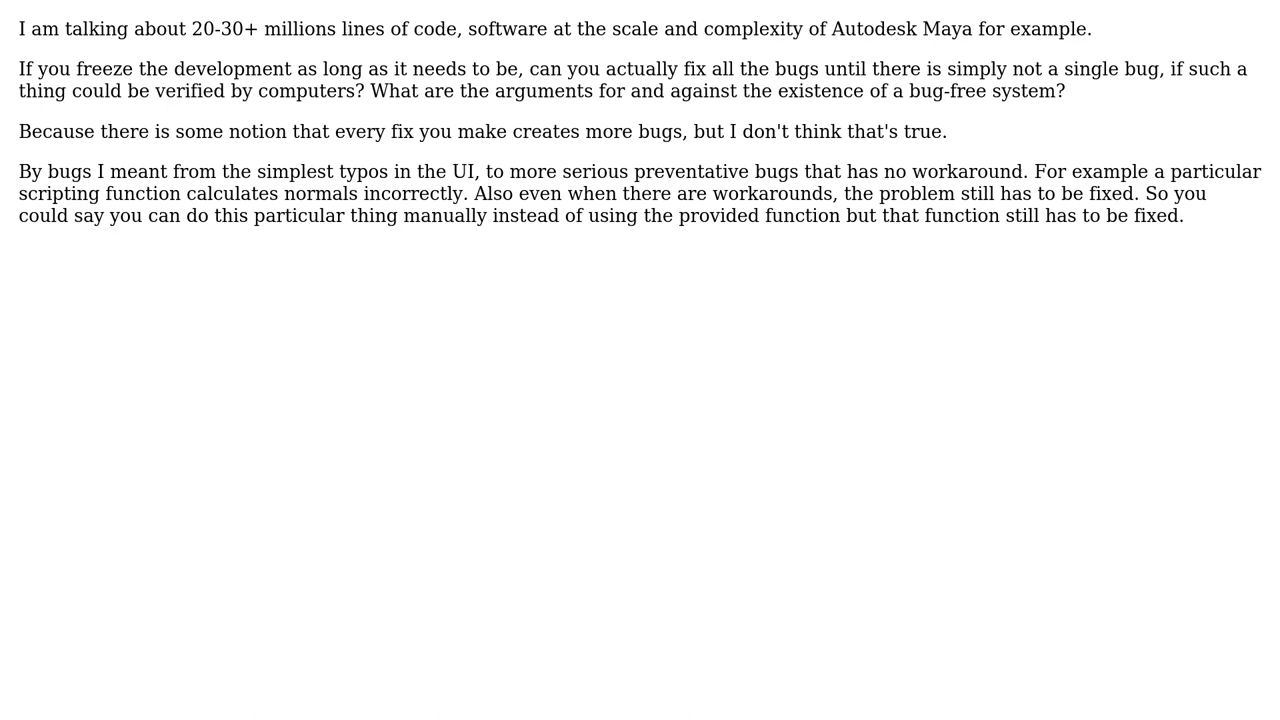 I am talking about 20-30+ millions lines of code, software at the scale and complexity of Autodesk Maya for example.
If you freeze the development as long as it needs to be, can you actually fix all the bugs until there is simply not a single bug, if such a
thing could be verified by computers? What are the arguments for and against the existence of a bug-free system?
Because there is some notion that every fix you make creates more bugs, but I don't think that's true.
By bugs I meant from the simplest typos in the UI, to more serious preventative bugs that has no workaround. For example a particular
scripting function calculates normals incorrectly. Also even when there are workarounds, the problem still has to be fixed. So you
could say you can do this particular thing manually instead of using the provided function but that function still has to be fixed.